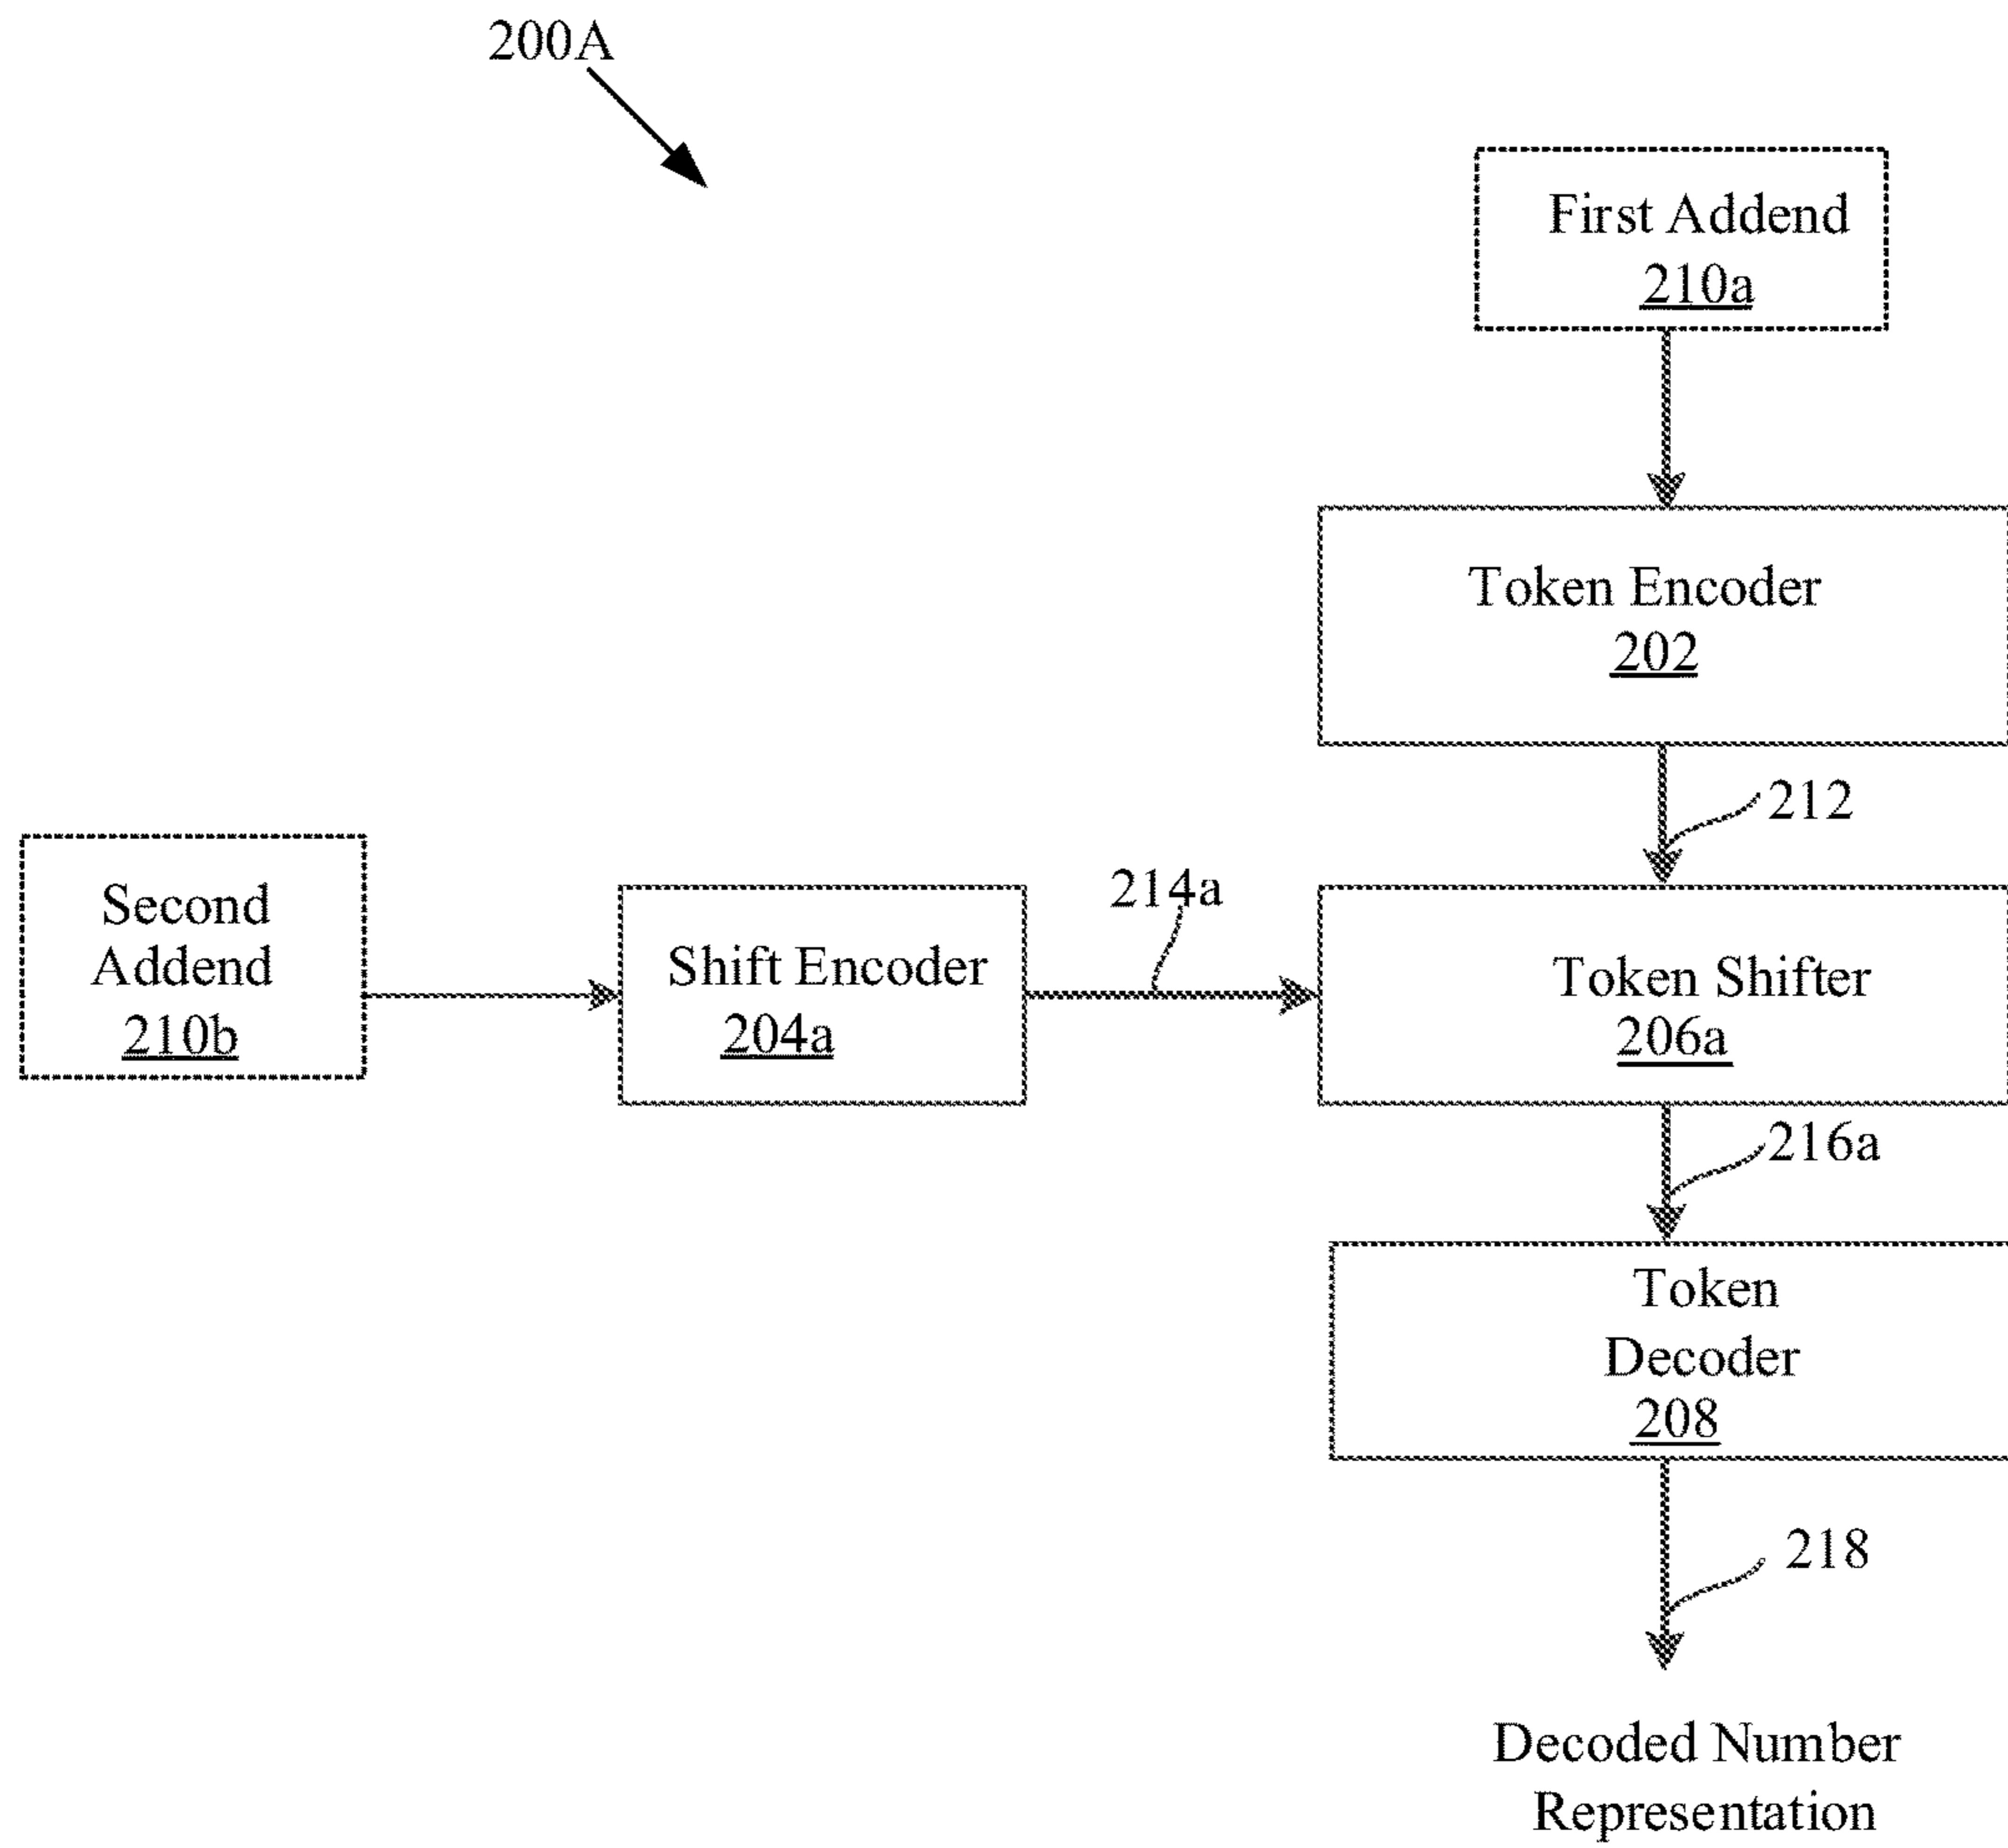 200A
First Addend
210a
Token Encoder
202
212
Second
Addend
210b
Shift Encoder
204a
214a
Token Shifter
206a
216a
Token
Decoder
208
218
Decoded Number
Representation